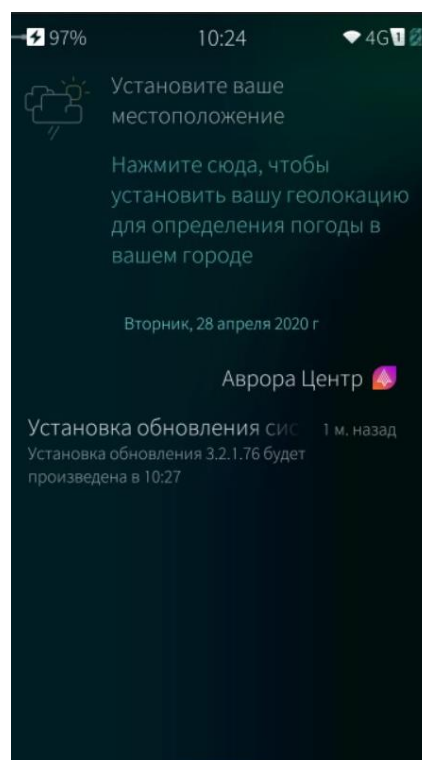 97% 10:24 4G 1
Установите ваше
местоположение
Нажмите сюда, чтобы
установить вашу геолокацию
для определения погоды в
вашем городе
Вторник, 28 апреля 2020 г
Аврора Центр
Установка обновления сис 1 м. назад
Установка обновления 3.2.1.76 будет
произведена в 10:27